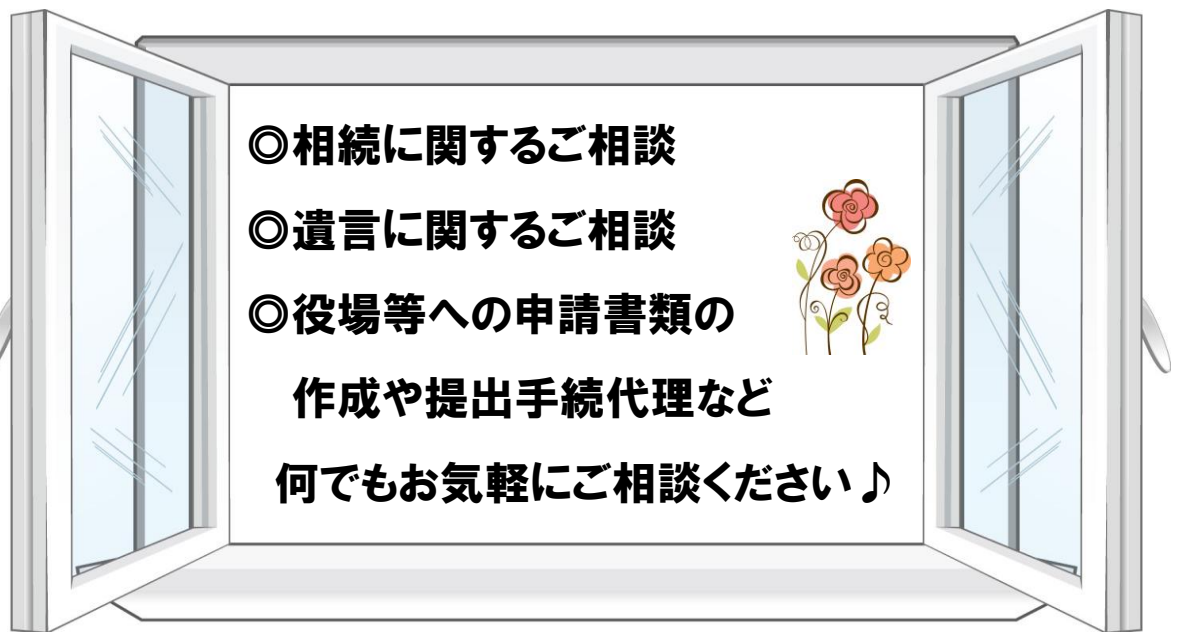 ◎相続に関するご相談
◎遺言に関するご相談
◎役場等への申請書類の
作成や提出手続代理など
何でもお気軽にご相談ください♪